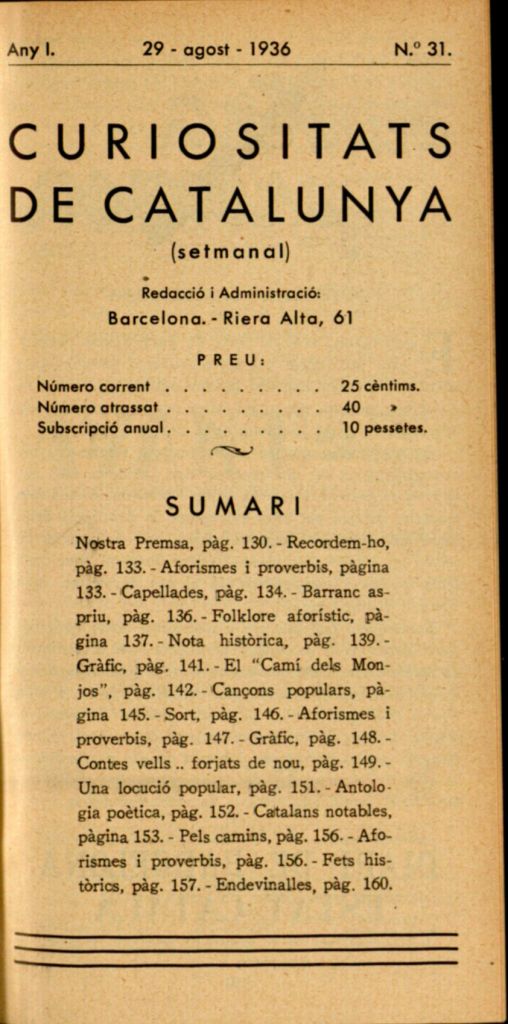 Any I. 29 - agost - 1936 N.º 31.
CURIOSITATS
DE CATALUNYA
(setmanal)
Redacció i Administració:
Barcelona. - Riera Alta, 61
PREU:
Número corrent . . . . . . . . . 25 cèntims.
Número atrassat . . . . . . . . . 40 »
Subscripció anual . . . . . . . . . 10 pessetes.
SUMARI
Nostra Premsa, pàg. 130. - Recordem-ho,
pàg. 133. - Aforismes i proverbis, pàgina
133. - Capellades, pàg. 134. - Barranc as-
priu, pàg. 136. - Folklore aforístic, pà-
gina 137. - Nota històrica, pàg. 139. -
Gràfic, pàg. 141. - El "Camí dels Mon-
jos", pàg. 142. - Cançons populars, pà-
gina 145. - Sort, pàg. 146. - Aforismes i
proverbis, pàg. 147. - Gràfic, pàg. 148. -
Contes vells .. forjats de nou, pàg. 149. -
Una locució popular, pàg. 151. - Antolo-
gia poètica, pàg. 152. - Catalans notables,
pàgina 153. - Pels camins, pàg. 156. - Afo-
rismes i proverbis, pàg. 156. - Fets his-
tòrics, pàg. 157. - Endevinalles, pàg. 160.